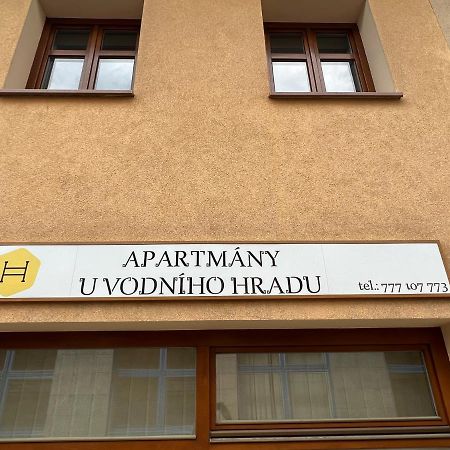 H
APARTMÁNY
U VODNÍHO HRADU
tel.: 777 107 773